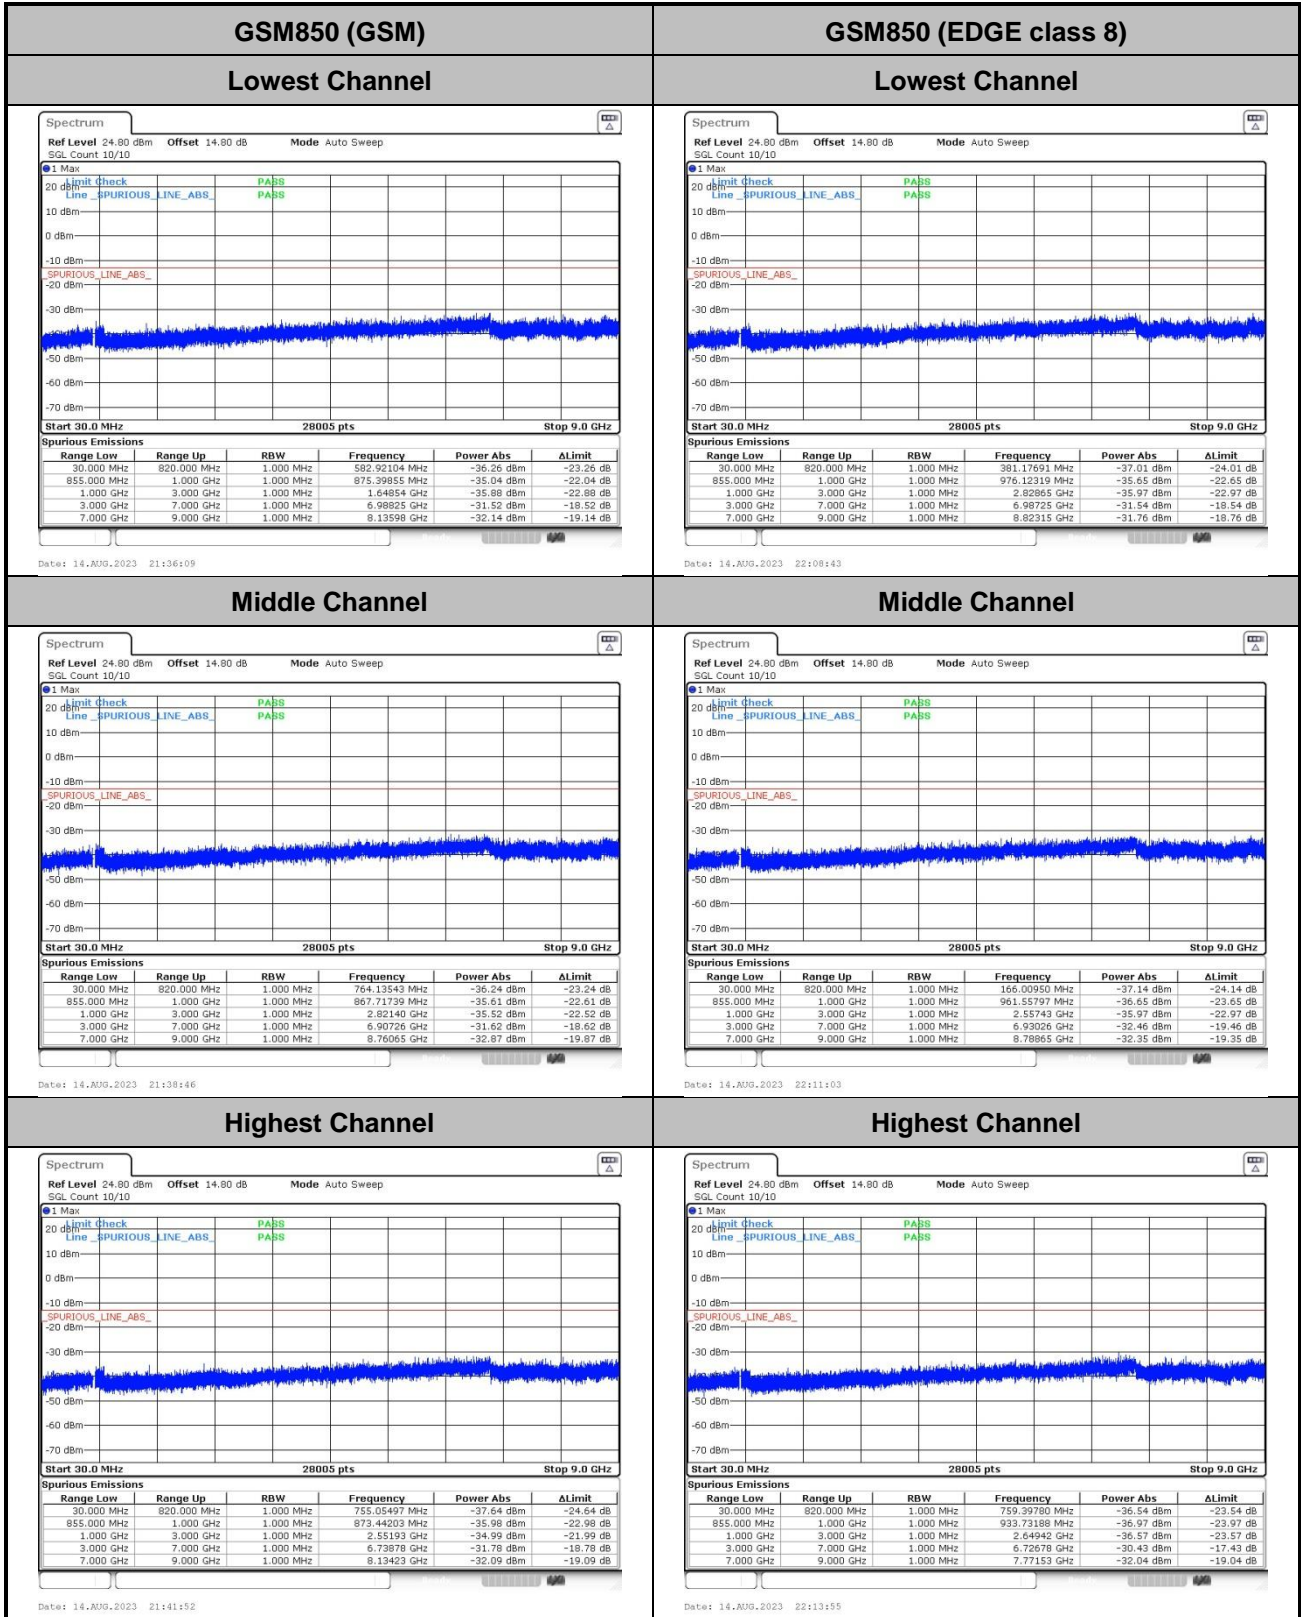 GSM850 (GSM)
GSM850 (EDGE class 8)
Lowest Channel
Lowest Channel
Spectrum
Ref Level 24.80 dBm Offset 14.80 dB Mode Auto Sweep
SGL Count 10/10
1 Max
Limit Check PASS
20 dBm
Line _SPURIOUS_LINE_ABS_ PASS
10 dBm
0 dBm
-10 dBm
_SPURIOUS_LINE_ABS_
-20 dBm
-30 dBm
-50 dBm
-60 dBm
-70 dBm
Start 30.0 MHz 28005 pts Stop 9.0 GHz
Spurious Emissions
Range Low Range Up RBW Frequency Power Abs ΔLimit
30.000 MHz 820.000 MHz 1.000 MHz 582.92104 MHz -36.26 dBm -23.26 dB
855.000 MHz 1.000 GHz 1.000 MHz 875.39855 MHz -35.04 dBm -22.04 dB
1.000 GHz 3.000 GHz 1.000 MHz 1.64854 GHz -35.88 dBm -22.88 dB
3.000 GHz 7.000 GHz 1.000 MHz 6.98825 GHz -31.52 dBm -18.52 dB
7.000 GHz 9.000 GHz 1.000 MHz 8.13598 GHz -32.14 dBm -19.14 dB
Date: 14.AUG.2023 21:36:09
Spectrum
Ref Level 24.80 dBm Offset 14.80 dB Mode Auto Sweep
SGL Count 10/10
1 Max
Limit Check PASS
20 dBm
Line _SPURIOUS_LINE_ABS_ PASS
10 dBm
0 dBm
-10 dBm
_SPURIOUS_LINE_ABS_
-20 dBm
-30 dBm
-50 dBm
-60 dBm
-70 dBm
Start 30.0 MHz 28005 pts Stop 9.0 GHz
Spurious Emissions
Range Low Range Up RBW Frequency Power Abs ΔLimit
30.000 MHz 820.000 MHz 1.000 MHz 381.17691 MHz -37.01 dBm -24.01 dB
855.000 MHz 1.000 GHz 1.000 MHz 976.12319 MHz -35.65 dBm -22.65 dB
1.000 GHz 3.000 GHz 1.000 MHz 2.82865 GHz -35.97 dBm -22.97 dB
3.000 GHz 7.000 GHz 1.000 MHz 6.98725 GHz -31.54 dBm -18.54 dB
7.000 GHz 9.000 GHz 1.000 MHz 8.82315 GHz -31.76 dBm -18.76 dB
Date: 14.AUG.2023 22:08:43
Middle Channel
Middle Channel
Spectrum
Ref Level 24.80 dBm Offset 14.80 dB Mode Auto Sweep
SGL Count 10/10
1 Max
Limit Check PASS
20 dBm
Line _SPURIOUS_LINE_ABS_ PASS
10 dBm
0 dBm
-10 dBm
_SPURIOUS_LINE_ABS_
-20 dBm
-30 dBm
-50 dBm
-60 dBm
-70 dBm
Start 30.0 MHz 28005 pts Stop 9.0 GHz
Spurious Emissions
Range Low Range Up RBW Frequency Power Abs ΔLimit
30.000 MHz 820.000 MHz 1.000 MHz 764.13543 MHz -36.24 dBm -23.24 dB
855.000 MHz 1.000 GHz 1.000 MHz 867.71739 MHz -35.61 dBm -22.61 dB
1.000 GHz 3.000 GHz 1.000 MHz 2.82140 GHz -35.52 dBm -22.52 dB
3.000 GHz 7.000 GHz 1.000 MHz 6.90726 GHz -31.62 dBm -18.62 dB
7.000 GHz 9.000 GHz 1.000 MHz 8.76065 GHz -32.87 dBm -19.87 dB
Date: 14.AUG.2023 21:38:46
Spectrum
Ref Level 24.80 dBm Offset 14.80 dB Mode Auto Sweep
SGL Count 10/10
1 Max
Limit Check PASS
20 dBm
Line _SPURIOUS_LINE_ABS_ PASS
10 dBm
0 dBm
-10 dBm
_SPURIOUS_LINE_ABS_
-20 dBm
-30 dBm
-50 dBm
-60 dBm
-70 dBm
Start 30.0 MHz 28005 pts Stop 9.0 GHz
Spurious Emissions
Range Low Range Up RBW Frequency Power Abs ΔLimit
30.000 MHz 820.000 MHz 1.000 MHz 166.00950 MHz -37.14 dBm -24.14 dB
855.000 MHz 1.000 GHz 1.000 MHz 961.55797 MHz -36.65 dBm -23.65 dB
1.000 GHz 3.000 GHz 1.000 MHz 2.55743 GHz -35.97 dBm -22.97 dB
3.000 GHz 7.000 GHz 1.000 MHz 6.93026 GHz -32.46 dBm -19.46 dB
7.000 GHz 9.000 GHz 1.000 MHz 8.78865 GHz -32.35 dBm -19.35 dB
Date: 14.AUG.2023 22:11:03
Highest Channel
Highest Channel
Spectrum
Ref Level 24.80 dBm Offset 14.80 dB Mode Auto Sweep
SGL Count 10/10
1 Max
Limit Check PASS
20 dBm
Line _SPURIOUS_LINE_ABS_ PASS
10 dBm
0 dBm
-10 dBm
_SPURIOUS_LINE_ABS_
-20 dBm
-30 dBm
-50 dBm
-60 dBm
-70 dBm
Start 30.0 MHz 28005 pts Stop 9.0 GHz
Spurious Emissions
Range Low Range Up RBW Frequency Power Abs ΔLimit
30.000 MHz 820.000 MHz 1.000 MHz 755.05497 MHz -37.64 dBm -24.64 dB
855.000 MHz 1.000 GHz 1.000 MHz 873.44203 MHz -35.98 dBm -22.98 dB
1.000 GHz 3.000 GHz 1.000 MHz 2.55193 GHz -34.99 dBm -21.99 dB
3.000 GHz 7.000 GHz 1.000 MHz 6.73878 GHz -31.78 dBm -18.78 dB
7.000 GHz 9.000 GHz 1.000 MHz 8.13423 GHz -32.09 dBm -19.09 dB
Date: 14.AUG.2023 21:41:52
Spectrum
Ref Level 24.80 dBm Offset 14.80 dB Mode Auto Sweep
SGL Count 10/10
1 Max
Limit Check PASS
20 dBm
Line _SPURIOUS_LINE_ABS_ PASS
10 dBm
0 dBm
-10 dBm
_SPURIOUS_LINE_ABS_
-20 dBm
-30 dBm
-50 dBm
-60 dBm
-70 dBm
Start 30.0 MHz 28005 pts Stop 9.0 GHz
Spurious Emissions
Range Low Range Up RBW Frequency Power Abs ΔLimit
30.000 MHz 820.000 MHz 1.000 MHz 759.39780 MHz -36.54 dBm -23.54 dB
855.000 MHz 1.000 GHz 1.000 MHz 933.73188 MHz -36.97 dBm -23.97 dB
1.000 GHz 3.000 GHz 1.000 MHz 2.64942 GHz -36.57 dBm -23.57 dB
3.000 GHz 7.000 GHz 1.000 MHz 6.72678 GHz -30.43 dBm -17.43 dB
7.000 GHz 9.000 GHz 1.000 MHz 7.77153 GHz -32.04 dBm -19.04 dB
Date: 14.AUG.2023 22:13:55